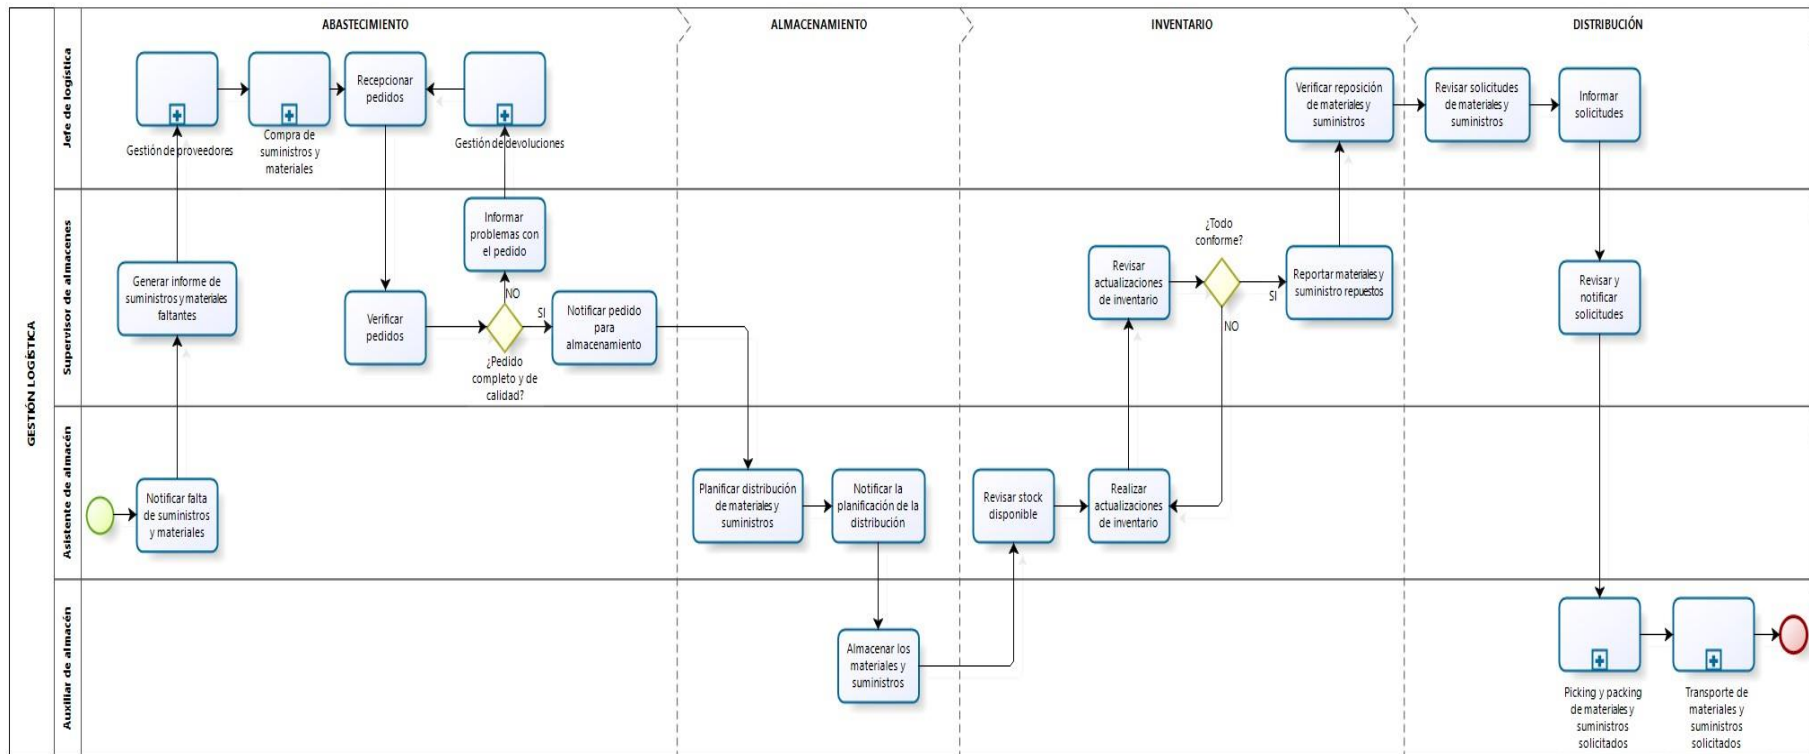 ABASTECIMIENTO
ALMACENAMIENTO
INVENTARIO
DISTRIBUCIÓN
GESTIÓN LOGÍSTICA
Jefe de logística
Gestión de proveedores
Compra de
suministros y
materiales
Recepcionar
pedidos
Gestión de devoluciones
Verificar reposición
de materiales y
suministros
Revisar solicitudes
de materiales y
suministros
Informar
solicitudes
Supervisor de almacenes
Generar informe de
suministros y materiales
faltantes
Verificar
pedidos
Informar
problemas con
el pedido
NO
SI
¿Pedido
completo y de
calidad?
Notificar pedido
para
almacenamiento
Revisar
actualizaciones
de inventario
¿Todo
conforme?
SI
NO
Reportar materiales y
suministro repuestos
Revisar y
notificar
solicitudes
Asistente de almacén
Notificar falta
de suministros
y materiales
Planificar distribución
de materiales y
suministros
Notificar la
planificación de la
distribución
Revisar stock
disponible
Realizar
actualizaciones
de inventario
Auxiliar de almacén
Almacenar los
materiales y
suministros
Picking y packing
de materiales y
suministros
solicitados
Transporte de
materiales y
suministros
solicitados